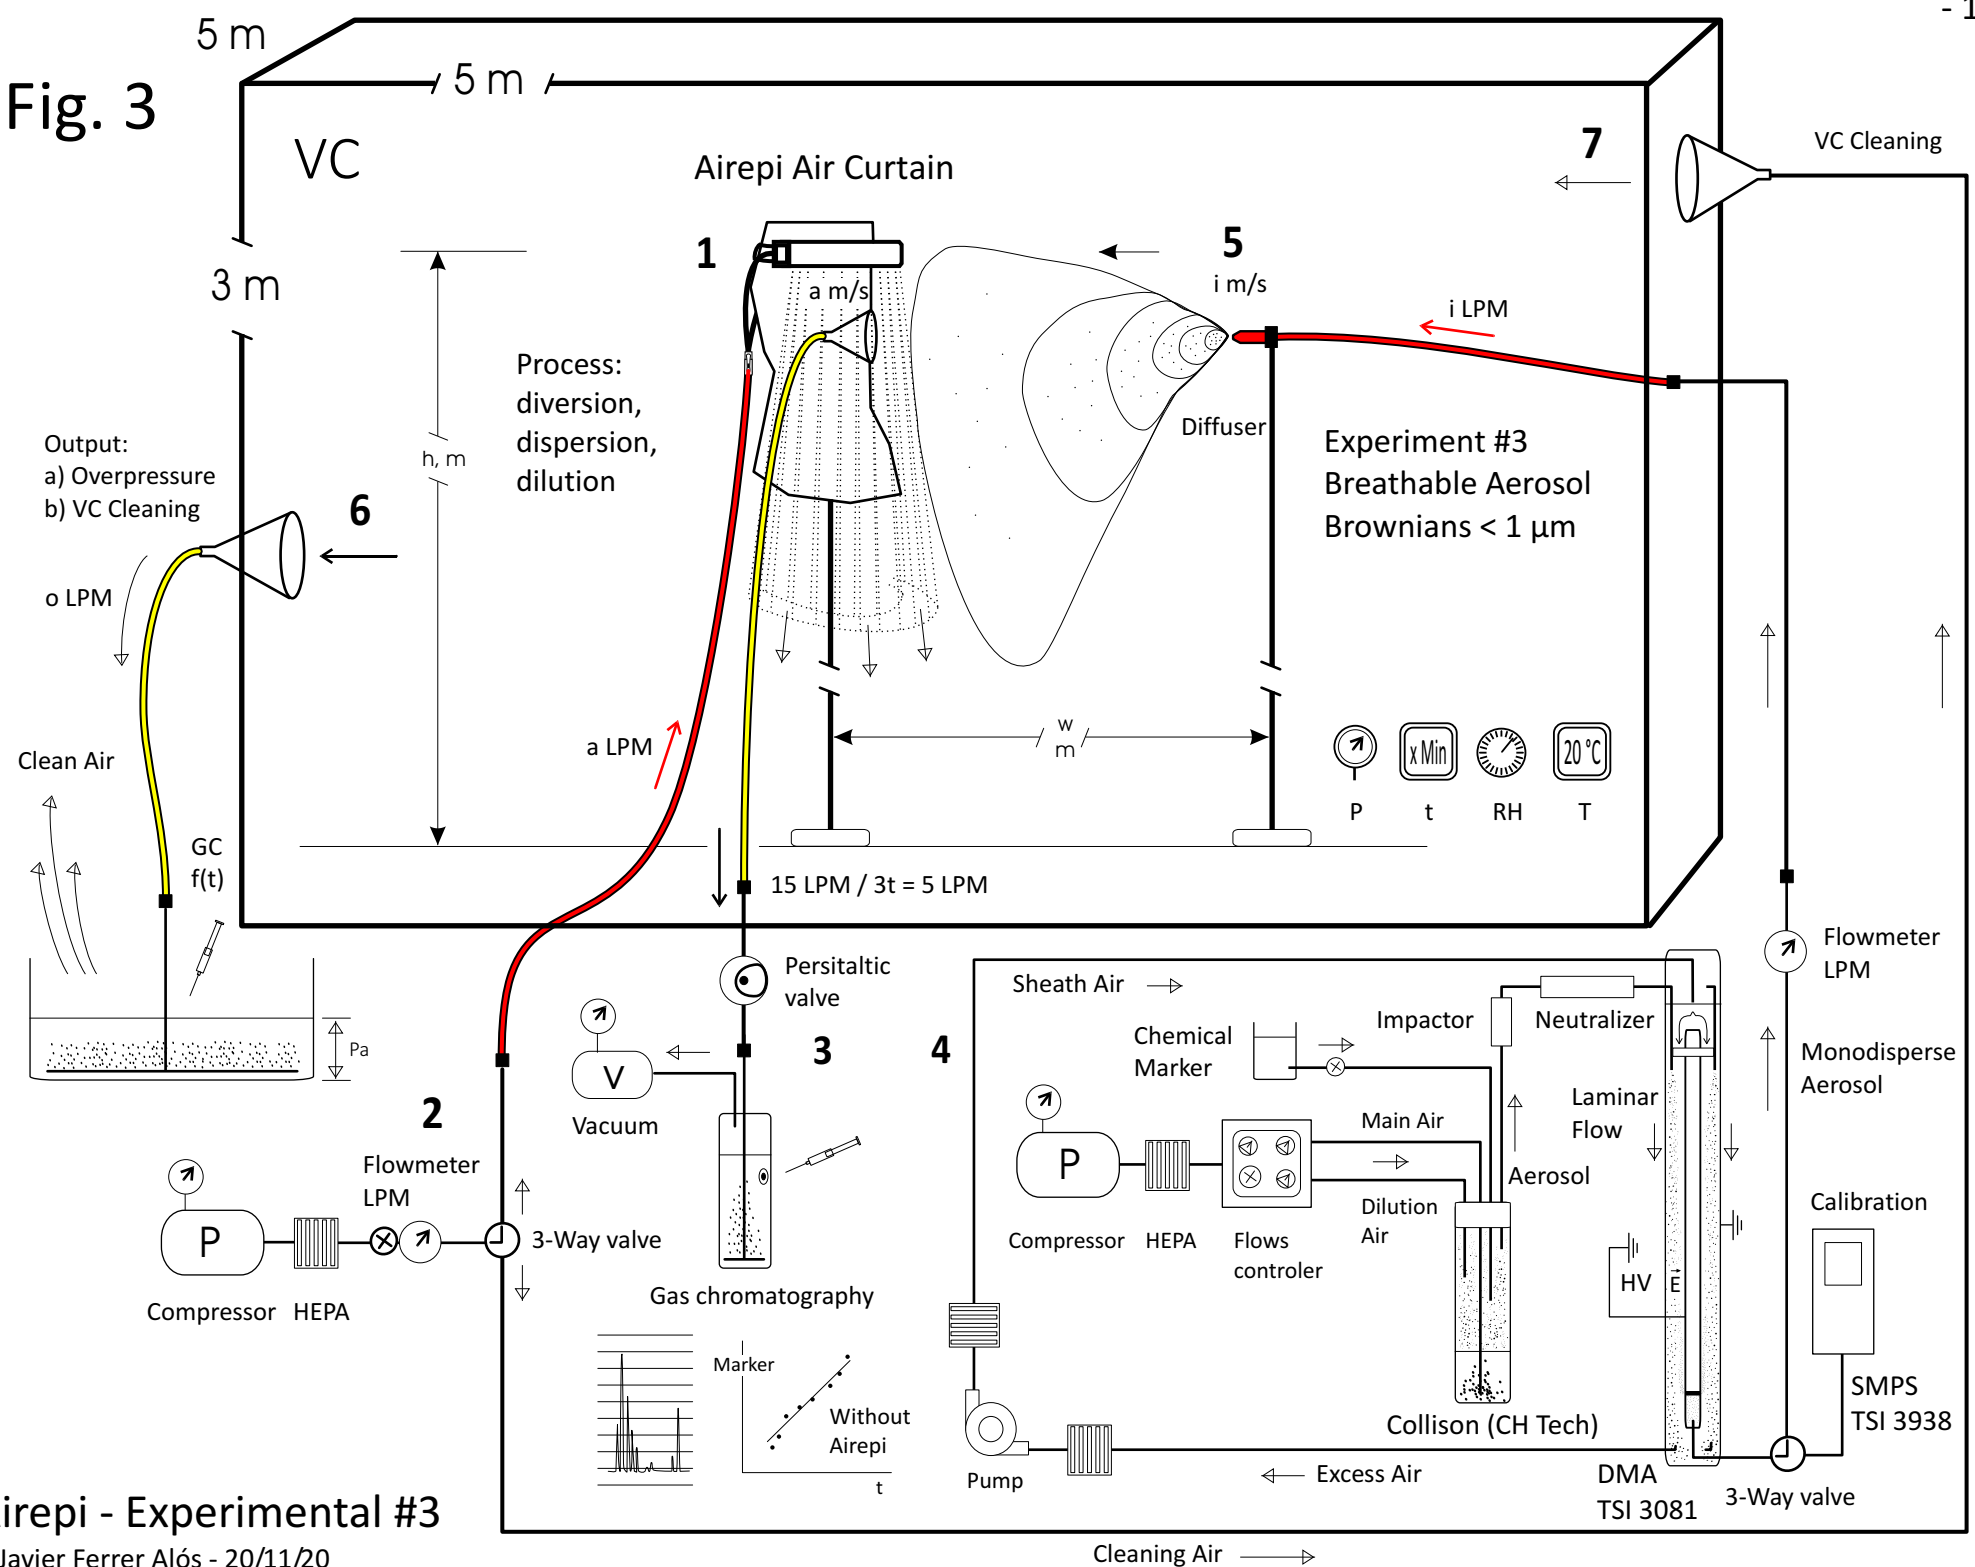 - 1
5 m
5 m
Fig. 3
VC
3 m
Airepi Air Curtain
7
VC Cleaning
1
a m/s
5
i m/s
i LPM
Process:
diversion,
dispersion,
dilution
h, m
Diffuser
Experiment #3
Breathable Aerosol
Brownians < 1 µm
Output:
a) Overpressure
b) VC Cleaning
6
o LPM
Clean Air
GC
f(t)
Pa
a LPM
w
m
x Min
20 °C
P
t
RH
T
15 LPM / 3t = 5 LPM
Persitaltic
valve
3
V
Vacuum
2
Flowmeter
LPM
P
Compressor
HEPA
3-Way valve
Gas chromatography
Marker
Without
Airepi
t
4
Sheath Air
Chemical
Marker
Impactor
Neutralizer
Flowmeter
LPM
Monodisperse
Aerosol
Laminar
Flow
P
Main Air
Aerosol
Dilution
Air
Compressor
HEPA
Flows
controler
HV
E
Calibration
Collison (CH Tech)
SMPS
TSI 3938
Pump
Excess Air
DMA
TSI 3081
3-Way valve
irepi - Experimental #3
Javier Ferrer Alós - 20/11/20
Cleaning Air